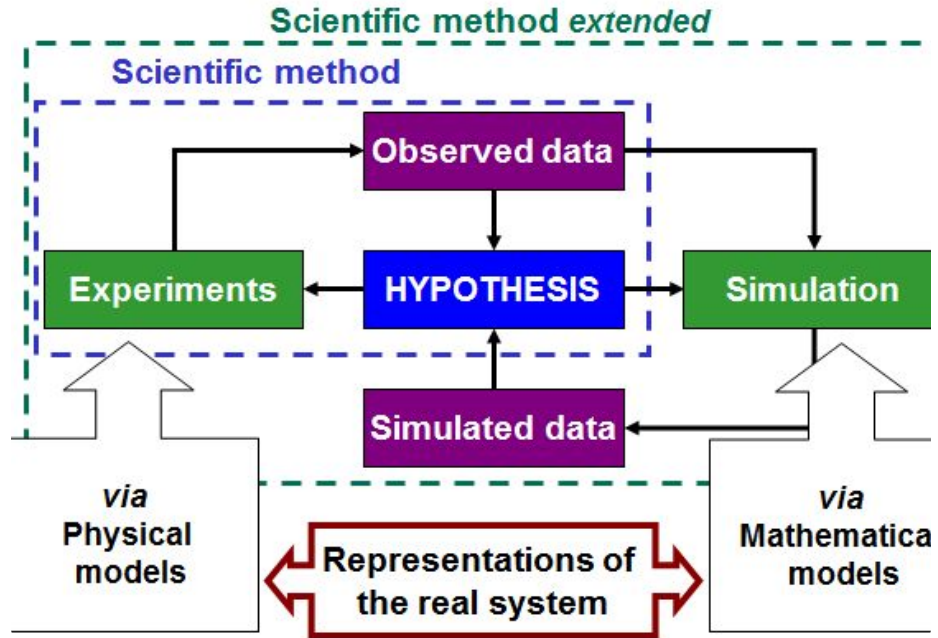 Scientific method extended
Scientific method
Observed data
Experiments
HYPOTHESIS
Simulation
Simulated data
via
Physical
models
Representations of
the real system
via
Mathematica
models